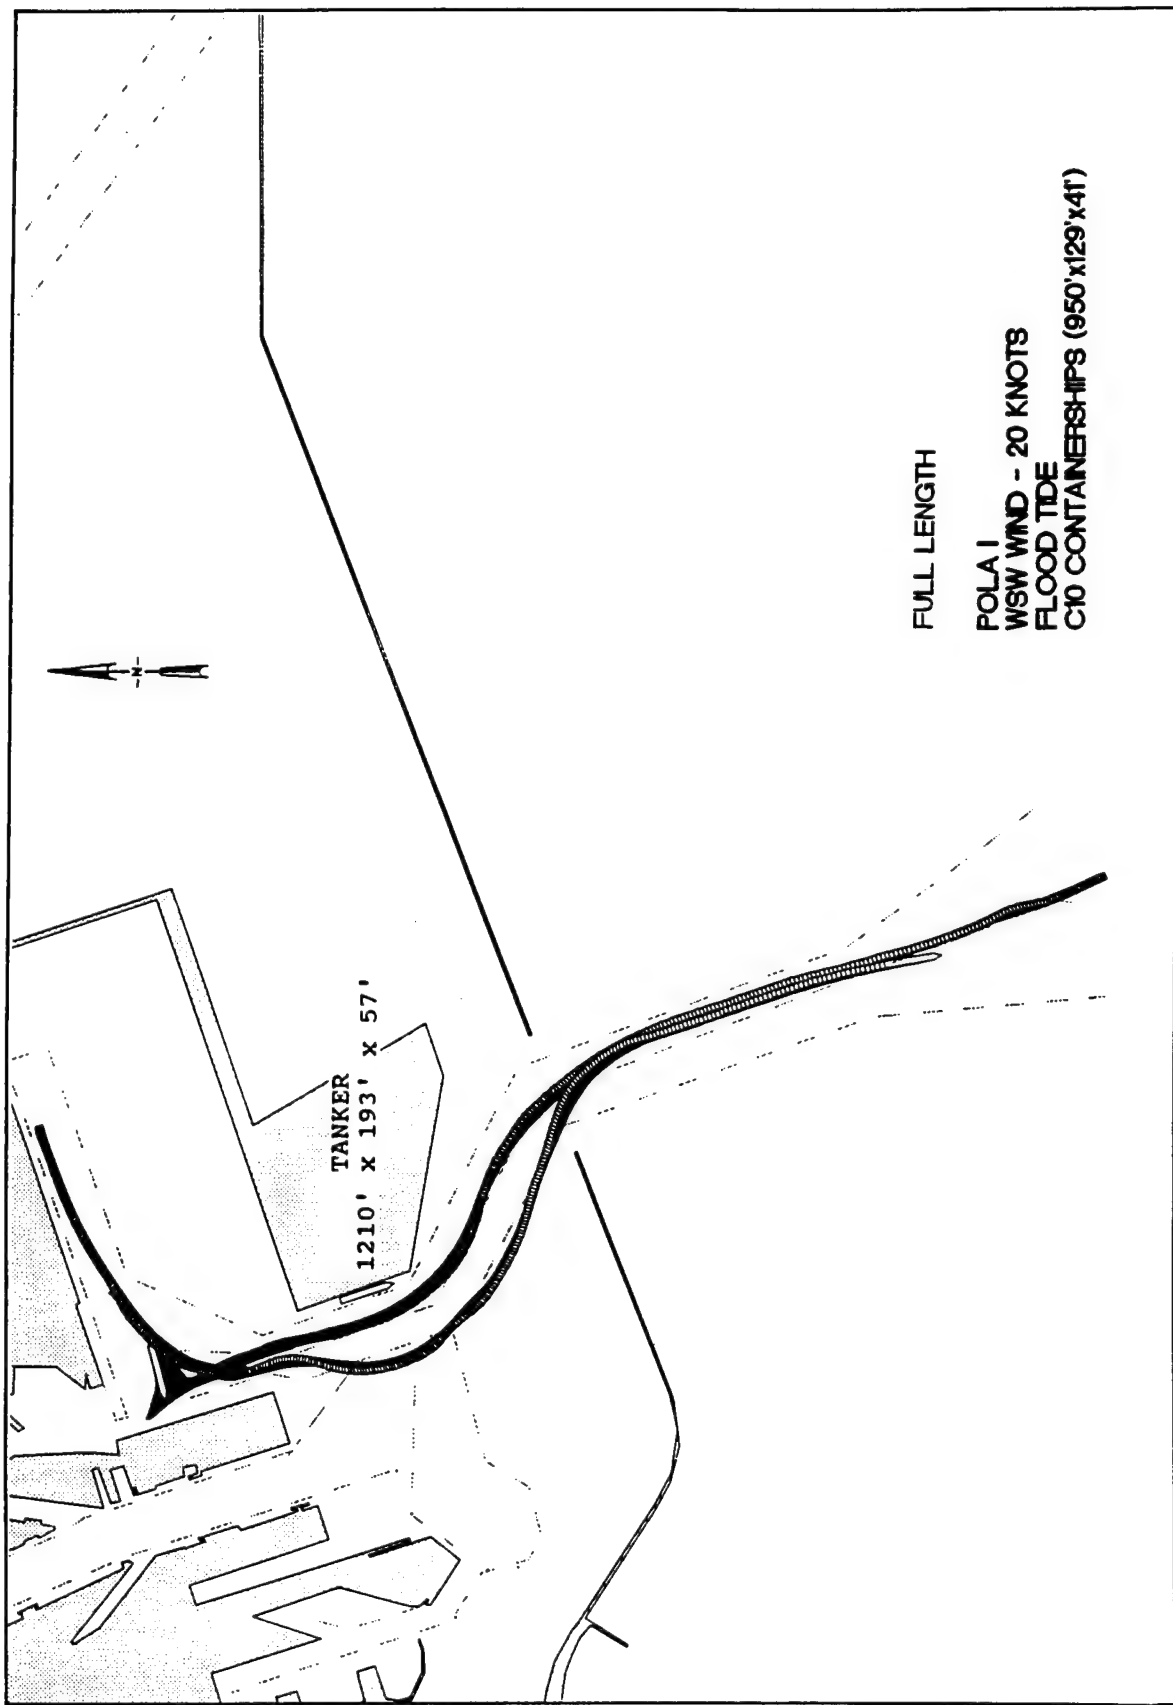 -N-
TANKER
1210' x 193' x 57'
FULL LENGTH
POLA I
WSW WIND - 20 KNOTS
FLOOD TIDE
C10 CONTAINERSHIPS (950'x129'x41')